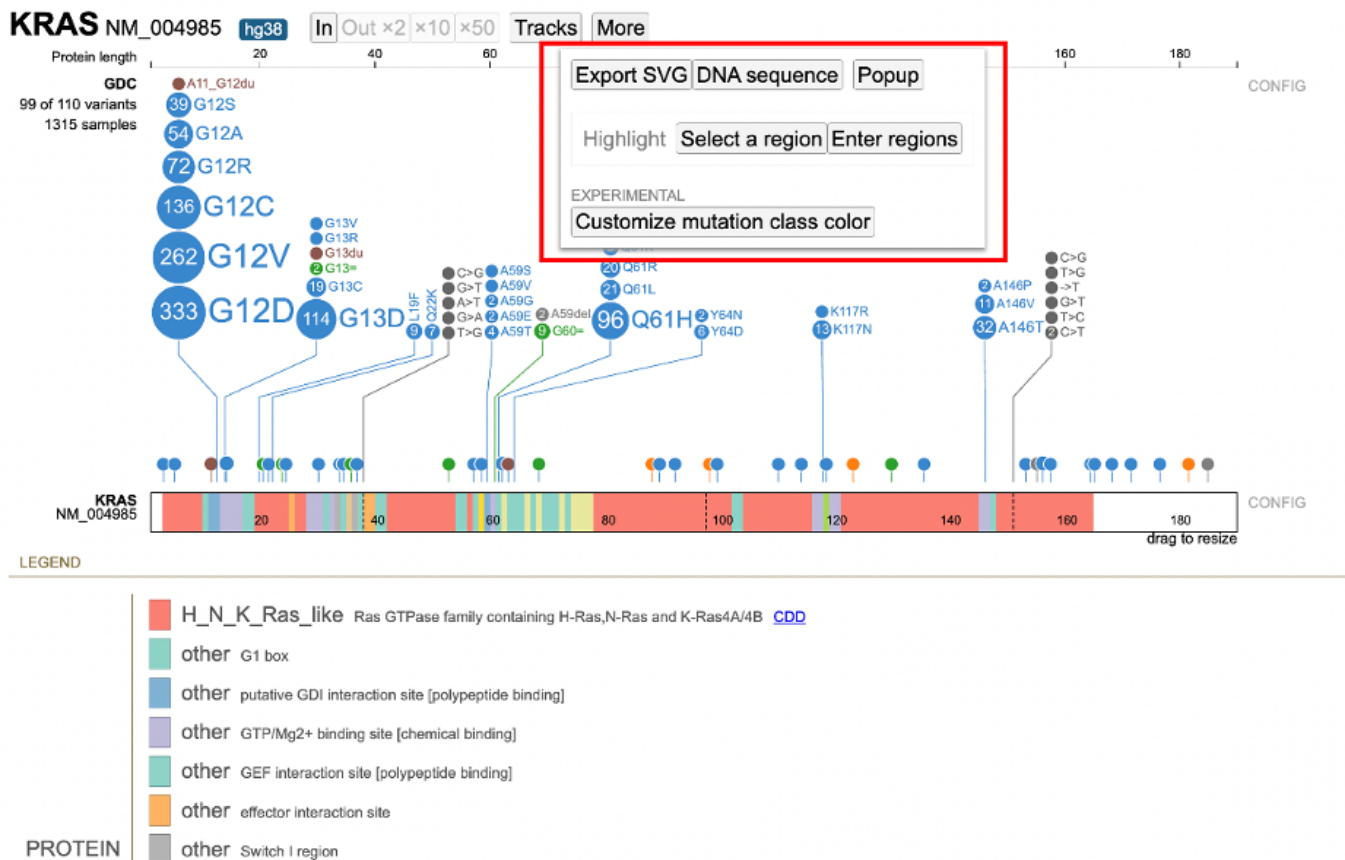 KRAS NM_004985 hg38 In Out ×2 ×10 ×50 Tracks More
Protein length 20 40 60 160 180
GDC
99 of 110 variants
1315 samples
CONFIG
Export SVG DNA sequence Popup
Highlight Select a region Enter regions
EXPERIMENTAL
Customize mutation class color
A11_G12du
39 G12S
54 G12A
72 G12R
136 G12C
262 G12V
333 G12D
G13V
G13R
G13du
2 G13=
19 G13C
114 G13D
9 L19F
7 Q22K
C>G
G>T
A>T
G>A
T>G
A59S
A59V
2 A59G
2 A59E
4 A59T
2 A59del
9 G60=
20 Q61R
21 Q61L
96 Q61H
2 Y64N
6 Y64D
K117R
13 K117N
2 A146P
11 A146V
32 A146T
C>G
T>G
->T
G>T
T>C
2 C>T
KRAS
NM_004985
20 40 60 80 100 120 140 160 180
CONFIG
drag to resize
LEGEND
H_N_K_Ras_like Ras GTPase family containing H-Ras,N-Ras and K-Ras4A/4B CDD
other G1 box
other putative GDI interaction site [polypeptide binding]
other GTP/Mg2+ binding site [chemical binding]
other GEF interaction site [polypeptide binding]
other effector interaction site
PROTEIN other Switch I region